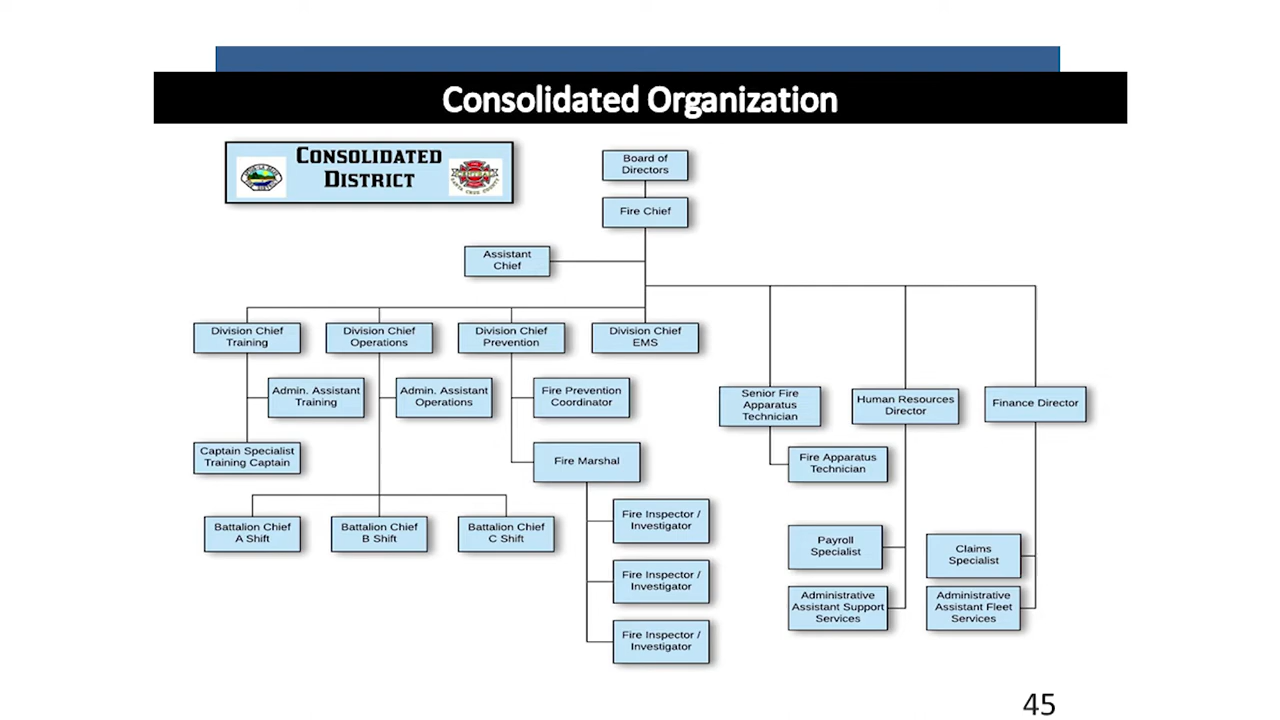 Consolidated Organization
CONSOLIDATED
DISTRICT
SANTA CRUZ COUNTY
Board of
Directors
Fire Chief
Assistant
Chief
Division Chief
Training
Division Chief
Operations
Division Chief
Prevention
Division Chief
EMS
Admin. Assistant
Training
Admin. Assistant
Operations
Fire Prevention
Coordinator
Senior Fire
Apparatus
Technician
Human Resources
Director
Finance Director
Captain Specialist
Training Captain
Fire Marshal
Fire Apparatus
Technician
Battalion Chief
A Shift
Battalion Chief
B Shift
Battalion Chief
C Shift
Fire Inspector /
Investigator
Payroll
Specialist
Claims
Specialist
Fire Inspector /
Investigator
Administrative
Assistant Support
Services
Administrative
Assistant Fleet
Services
Fire Inspector /
Investigator
45